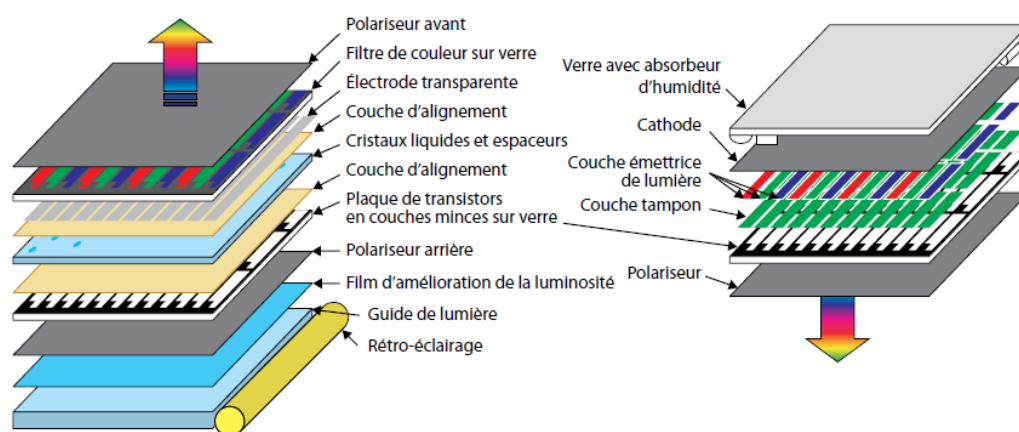 Polariseur avant
Filtre de couleur sur verre
Électrode transparente
Couche d'alignement
Cristaux liquides et espaceurs
Couche d'alignement
Plaque de transistors
en couches minces sur verre
Polariseur arrière
Film d'amélioration de la luminosité
Guide de lumière
Rétro-éclairage
Verre avec absorbeur
d'humidité
Cathode
Couche émettrice
de lumière
Couche tampon
Polariseur